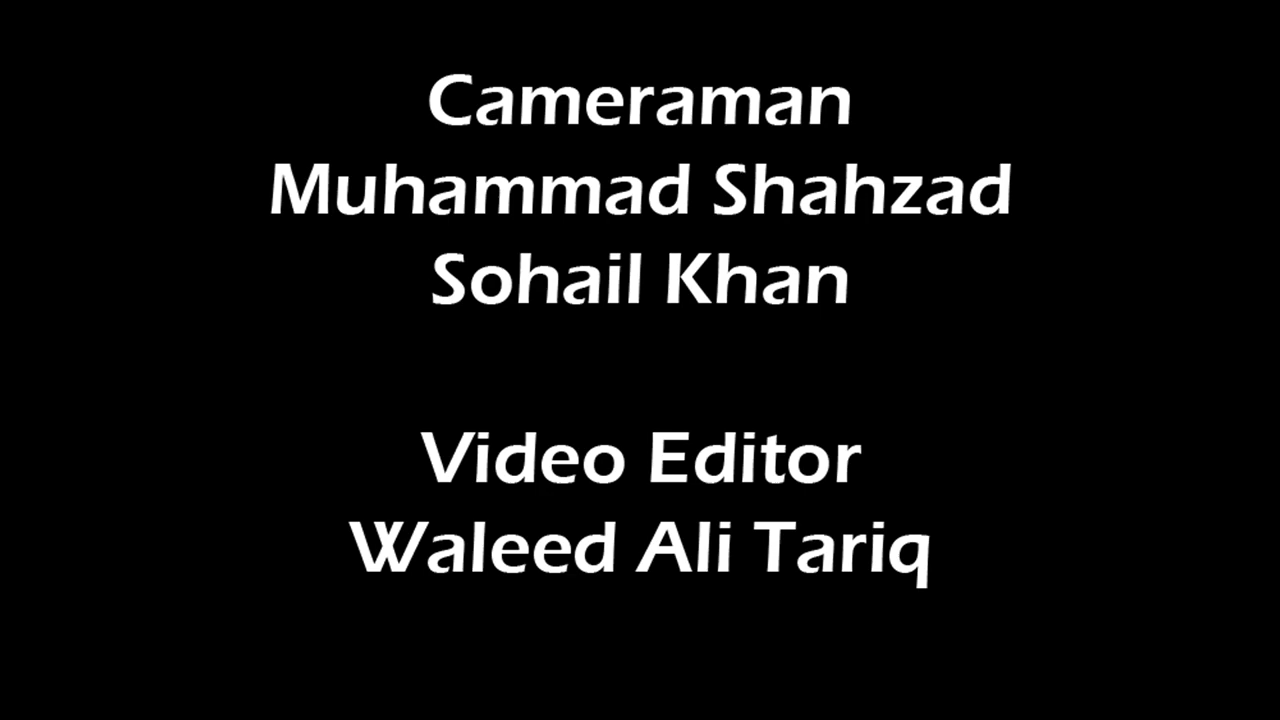 Cameraman
Muhammad Shahzad
Sohail Khan
Video Editor
Waleed Ali Tariq